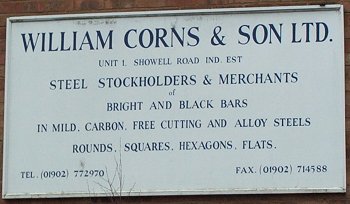 WILLIAM CORNS & SON LTD.
UNIT 1. SHOWELL ROAD IND. EST
STEEL STOCKHOLDERS & MERCHANTS
of
BRIGHT AND BLACK BARS
IN MILD, CARBON, FREE CUTTING AND ALLOY STEELS
ROUNDS, SQUARES, HEXAGONS, FLATS.
TEL. (01902) 772970 FAX. (01902) 714588